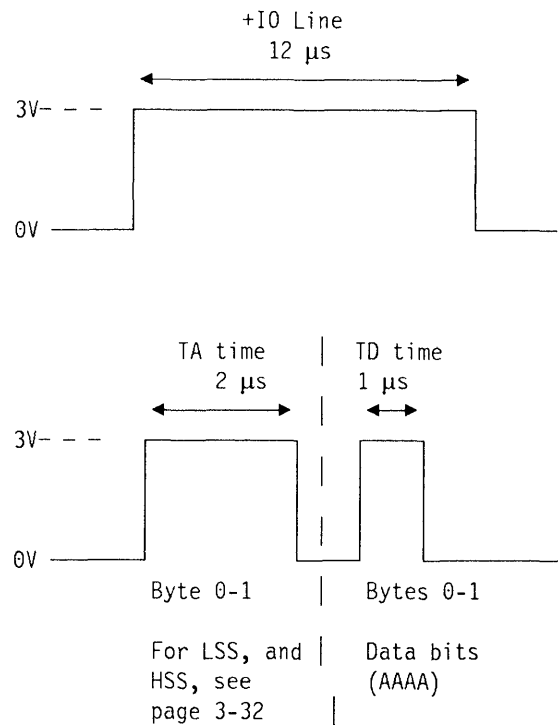 +IO Line
12 μs
3V
0V
TA time
TD time
2 μs
1 μs
3V
0V
Byte 0-1
Bytes 0-1
For LSS, and
Data bits
HSS, see
(AAAA)
page 3-32